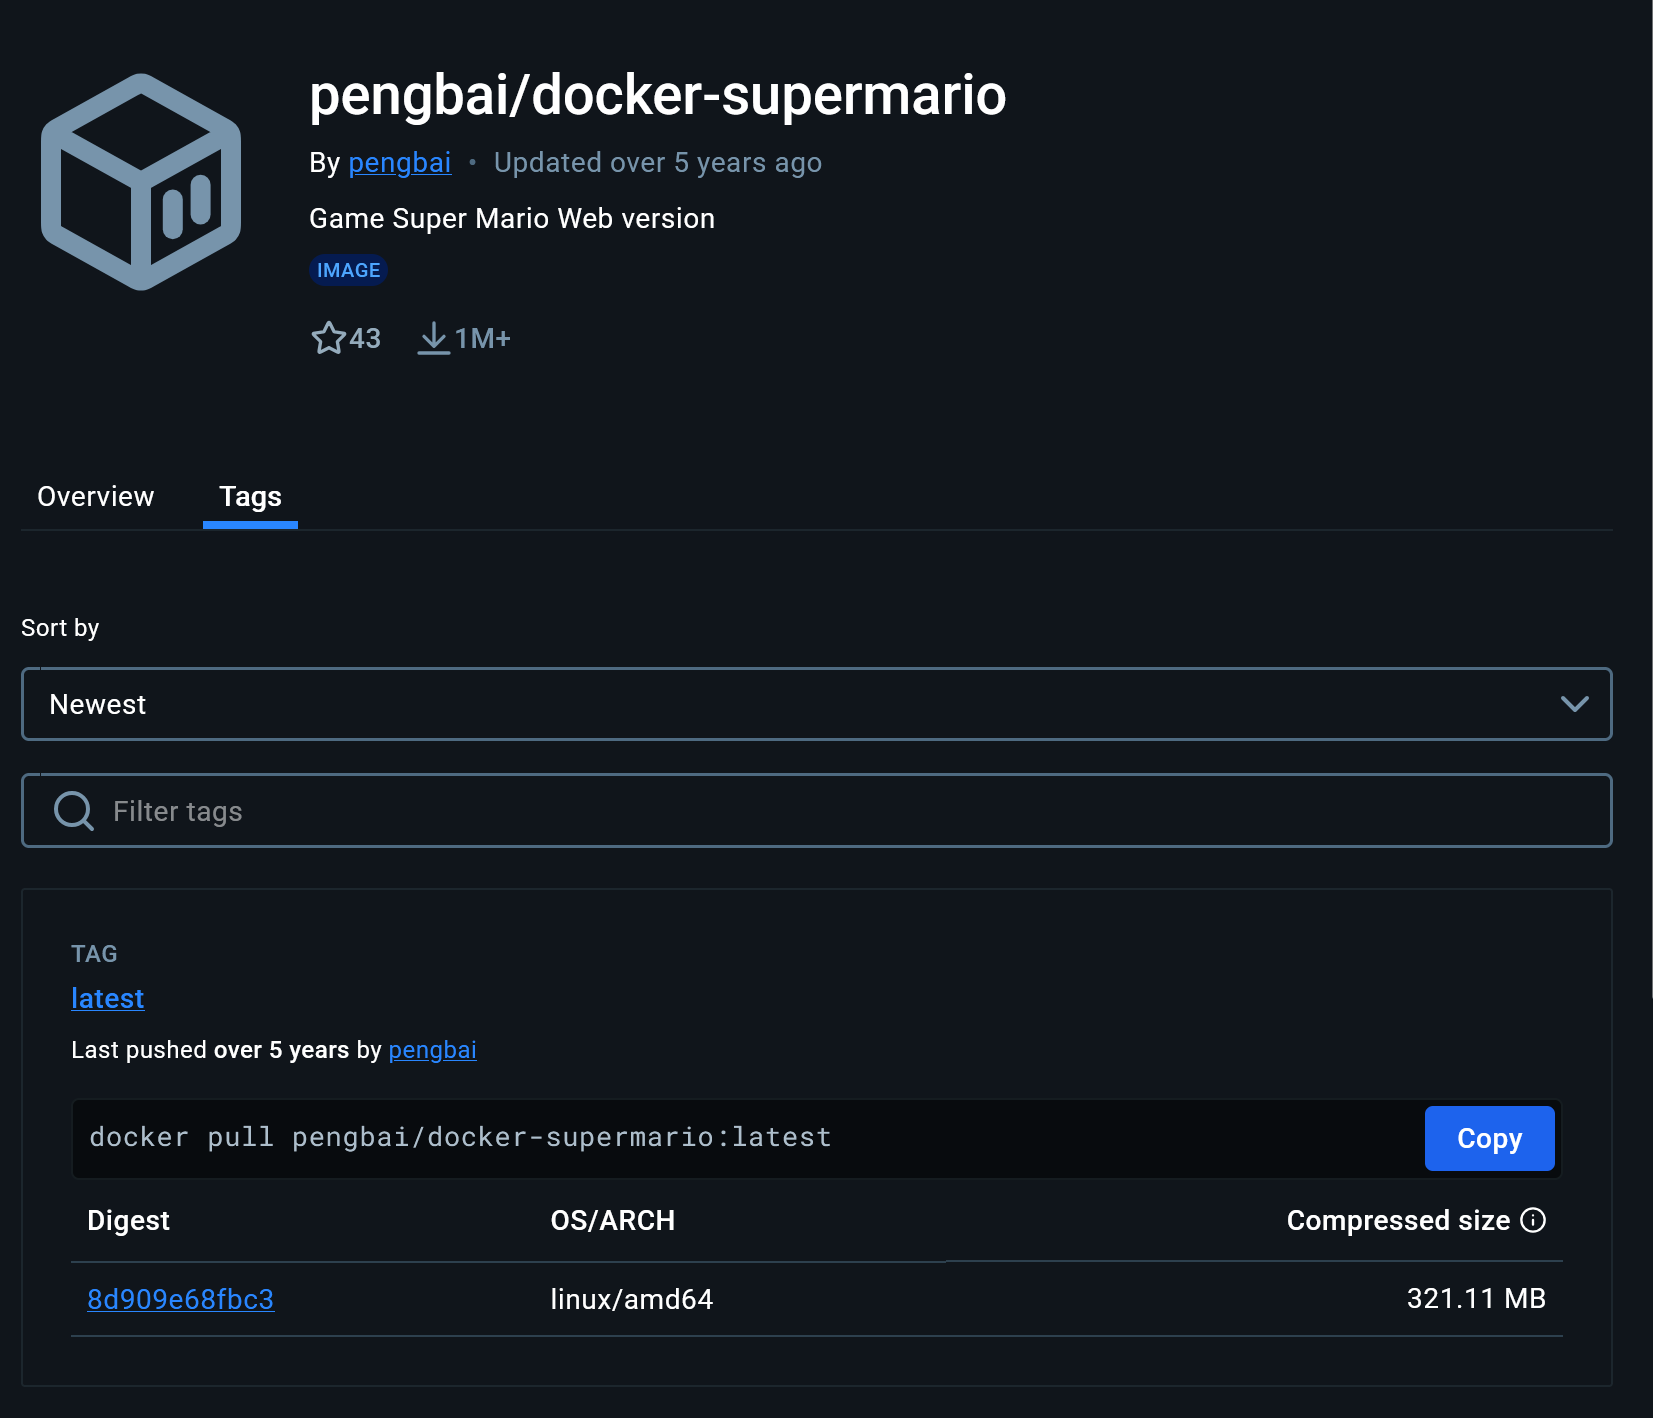 pengbai/docker-supermario
By pengbai • Updated over 5 years ago
Game Super Mario Web version
IMAGE
43 1M+
Overview Tags
Sort by
Newest
Filter tags
TAG
latest
Last pushed over 5 years by pengbai
docker pull pengbai/docker-supermario:latest Copy
Digest OS/ARCH Compressed size
8d909e68fbc3 linux/amd64 321.11 MB